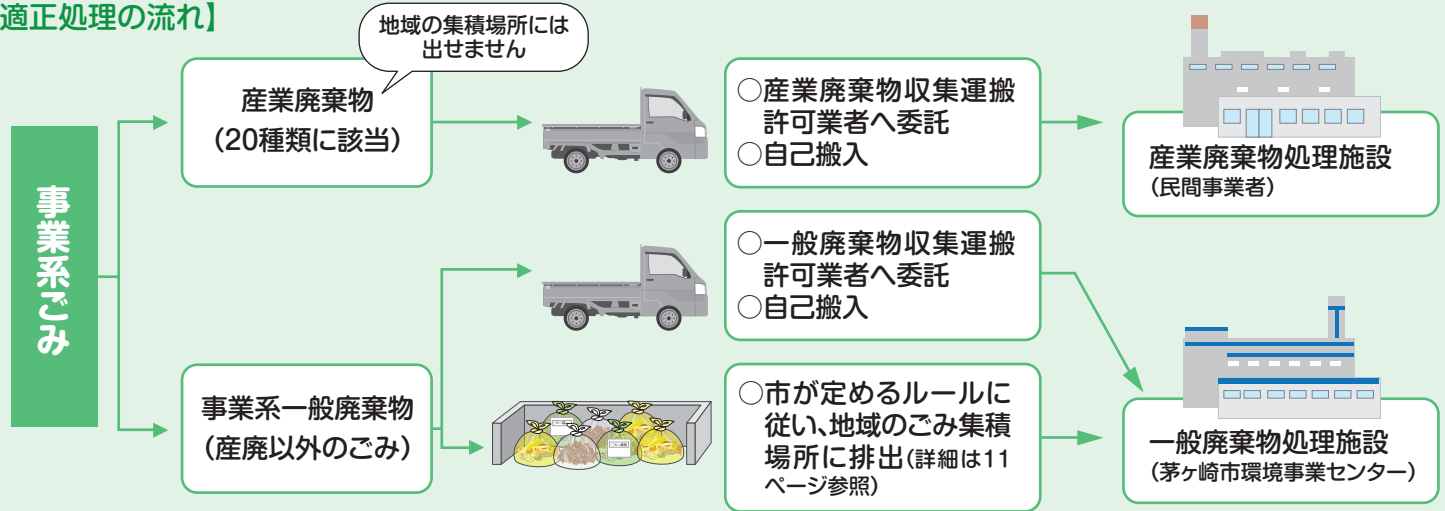 適正処理の流れ】
地域の集積場所には
出せません
産業廃棄物
(20種類に該当)
○産業廃棄物収集運搬
許可業者へ委託
○自己搬入
産業廃棄物処理施設
(民間事業者)
事業系ごみ
○一般廃棄物収集運搬
許可業者へ委託
○自己搬入
事業系一般廃棄物
(産廃以外のごみ)
○市が定めるルールに
従い、地域のごみ集積
場所に排出(詳細は11
ページ参照)
一般廃棄物処理施設
(茅ヶ崎市環境事業センター)